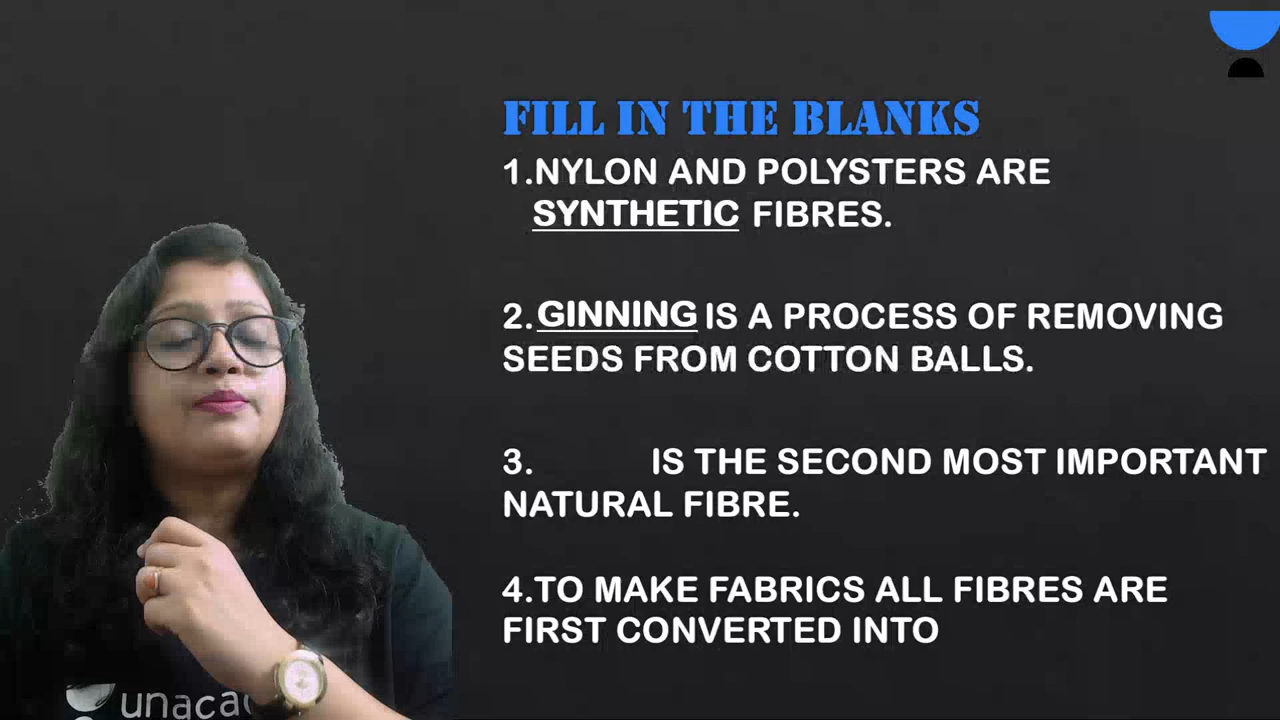 FILL IN THE BLANKS
1.NYLON AND POLYSTERS ARE
SYNTHETIC FIBRES.
2.GINNING IS A PROCESS OF REMOVING
SEEDS FROM COTTON BALLS.
3. IS THE SECOND MOST IMPORTANT
NATURAL FIBRE.
4.TO MAKE FABRICS ALL FIBRES ARE
FIRST CONVERTED INTO